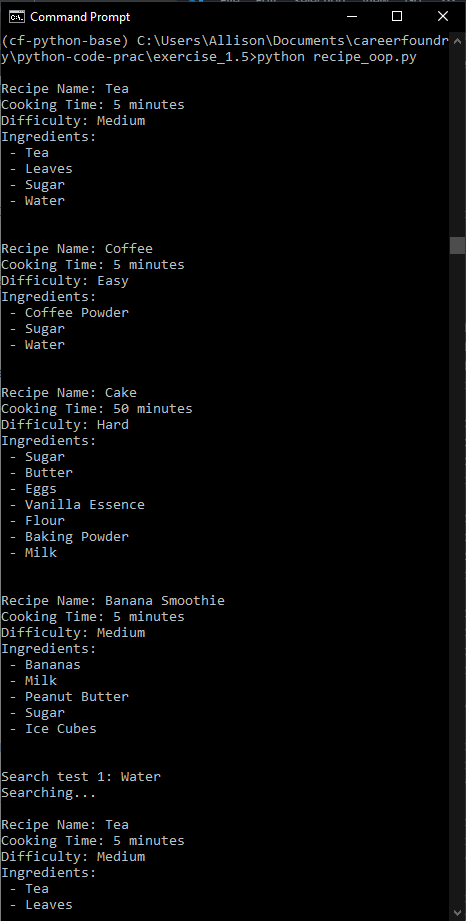 Command Prompt
(cf-python-base) C:\Users\Allison\Documents\careerfoundr
y\python-code-prac\exercise_1.5>python recipe_oop.py

Recipe Name: Tea
Cooking Time: 5 minutes
Difficulty: Medium
Ingredients:
 - Tea
 - Leaves
 - Sugar
 - Water

Recipe Name: Coffee
Cooking Time: 5 minutes
Difficulty: Easy
Ingredients:
 - Coffee Powder
 - Sugar
 - Water

Recipe Name: Cake
Cooking Time: 50 minutes
Difficulty: Hard
Ingredients:
 - Sugar
 - Butter
 - Eggs
 - Vanilla Essence
 - Flour
 - Baking Powder
 - Milk

Recipe Name: Banana Smoothie
Cooking Time: 5 minutes
Difficulty: Medium
Ingredients:
 - Bananas
 - Milk
 - Peanut Butter
 - Sugar
 - Ice Cubes

Search test 1: Water
Searching...

Recipe Name: Tea
Cooking Time: 5 minutes
Difficulty: Medium
Ingredients:
 - Tea
 - Leaves